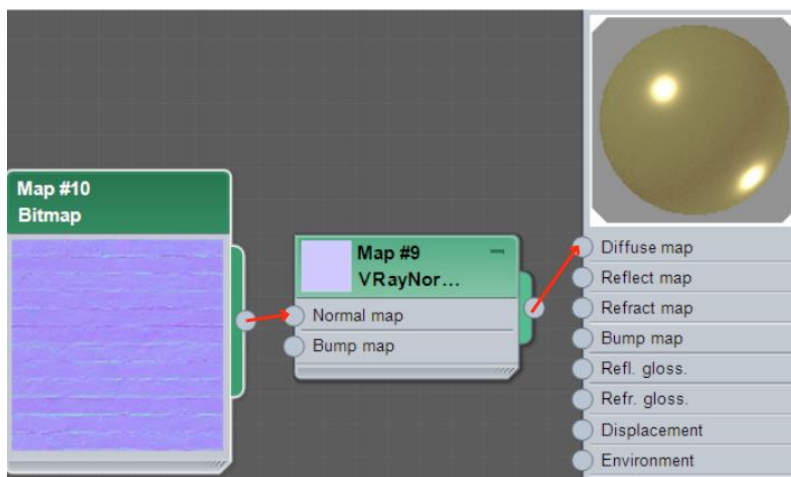 Map #10
Bitmap
Map #9
VRayNor...
Normal map
Bump map
Diffuse map
Reflect map
Refract map
Bump map
Refl. gloss.
Refr. gloss.
Displacement
Environment